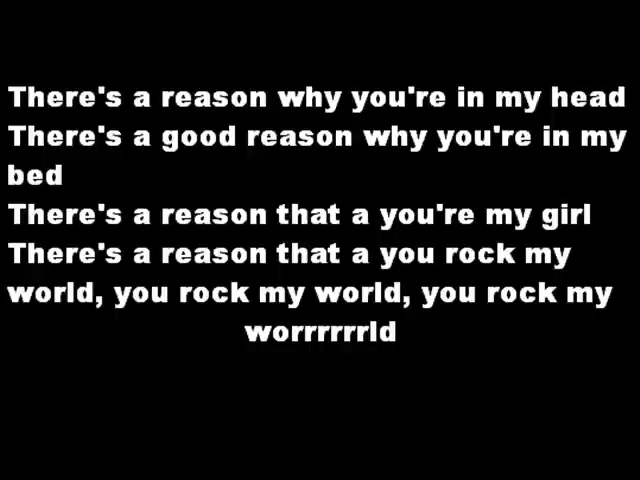 There's a reason why you're in my head
There's a good reason why you're in my
bed
There's a reason that a you're my girl
There's a reason that a you rock my
world, you rock my world, you rock my
worrrrrrld